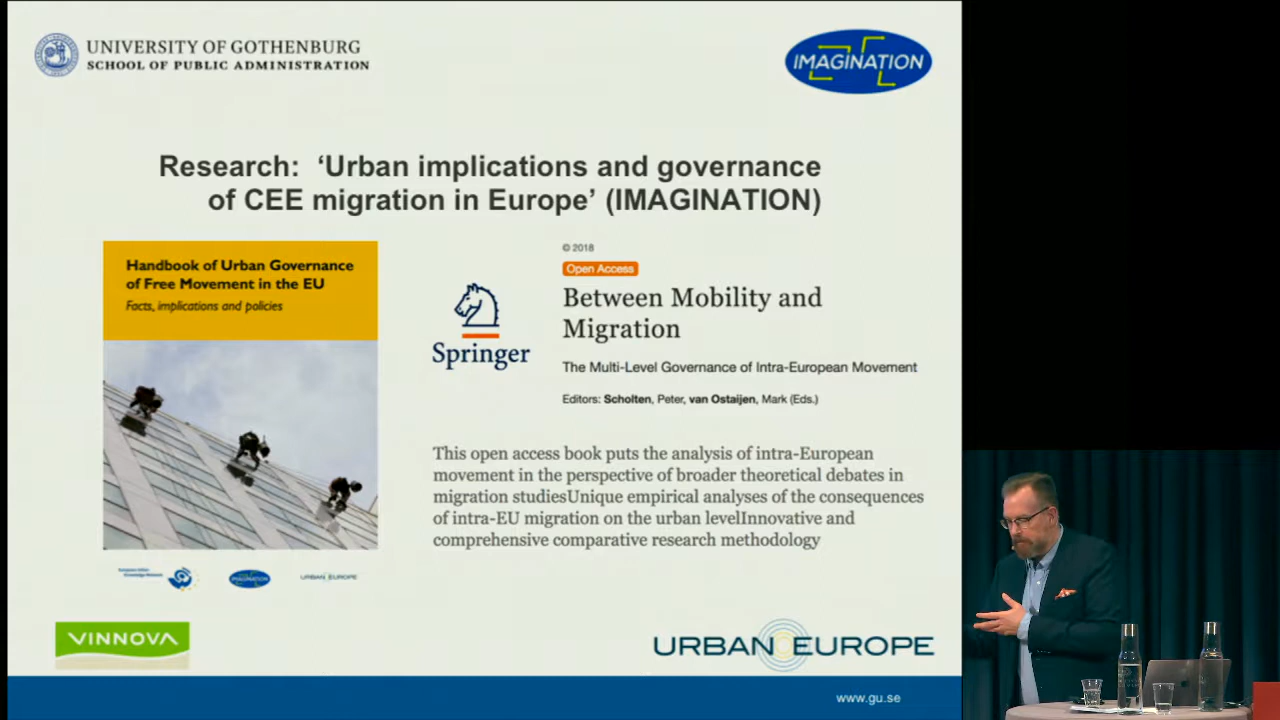 UNIVERSITY OF GOTHENBURG
SCHOOL OF PUBLIC ADMINISTRATION
IMAGINATION
Research: ‘Urban implications and governance
of CEE migration in Europe’ (IMAGINATION)
Handbook of Urban Governance
of Free Movement in the EU
Facts, implications and policies
Springer
© 2018
Open Access
Between Mobility and
Migration
The Multi-Level Governance of Intra-European Movement
Editors: Scholten, Peter, van Ostaijen, Mark (Eds.)
This open access book puts the analysis of intra-European
movement in the perspective of broader theoretical debates in
migration studiesUnique empirical analyses of the consequences
of intra-EU migration on the urban levelInnovative and
comprehensive comparative research methodology
IMAGINATION
URBAN EUROPE
VINNOVA
URBAN EUROPE
www.gu.se